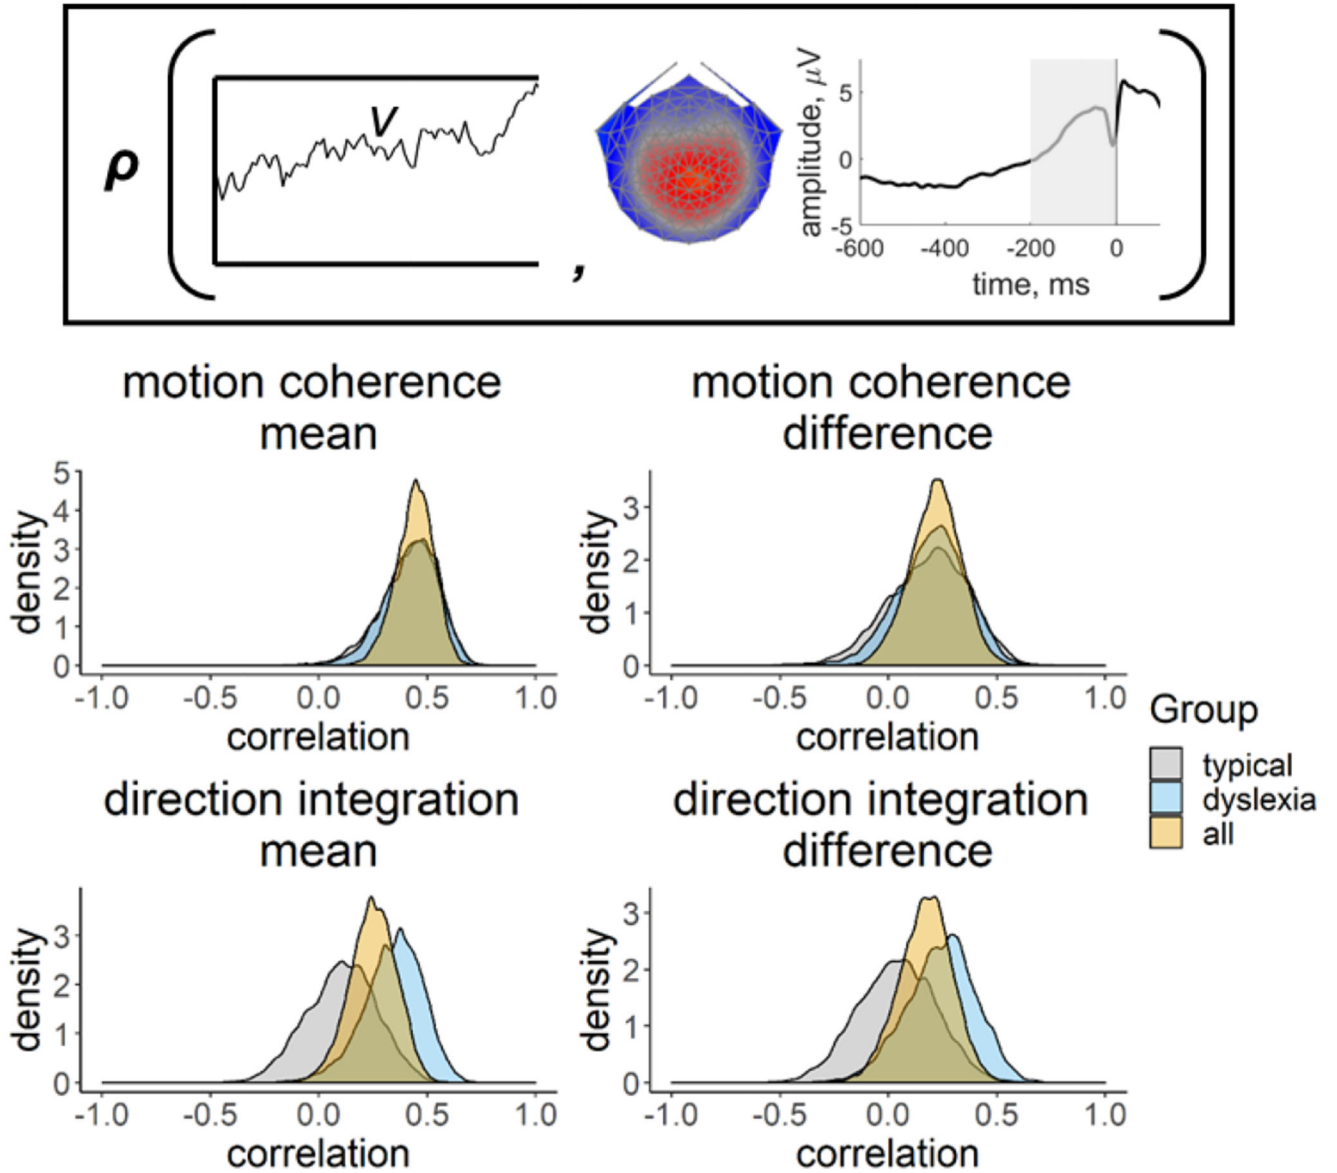 ρ
v
,
amplitude, μV
5
0
-5
-600 -400 -200 0
time, ms
motion coherence
mean
motion coherence
difference
density
5
4
3
2
1
0
-1.0 -0.5 0.0 0.5 1.0
correlation
density
3
2
1
0
-1.0 -0.5 0.0 0.5 1.0
correlation
Group
typical
dyslexia
all
direction integration
mean
direction integration
difference
density
3
2
1
0
-1.0 -0.5 0.0 0.5 1.0
correlation
density
3
2
1
0
-1.0 -0.5 0.0 0.5 1.0
correlation